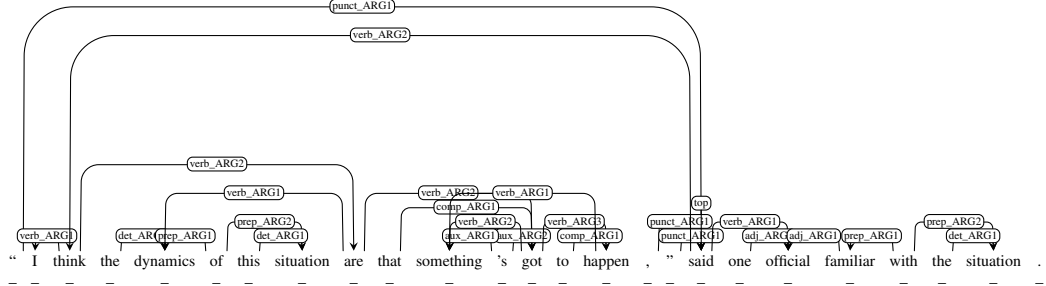 punct_ARG1
verb_ARG2
verb_ARG2
verb_ARG1 verb_ARG2 verb_ARG1
comp_ARG1 top
prep_ARG2 verb_ARG2 verb_ARG3 punct_ARG1 verb_ARG1 prep_ARG2
verb_ARG1 prep_ARG1 det_ARG1 aux_ARG1 aux_ARG2 comp_ARG1 punct_ARG1 adj_ARG1 adj_ARG1 prep_ARG1 det_ARG1
“ I think the dynamics of this situation are that something 's got to happen , ” said one official familiar with the situation .
_ _ _ _ _ _ _ _ _ _ _ _ _ _ _ _ _ _ _ _ _ _ _ _ _